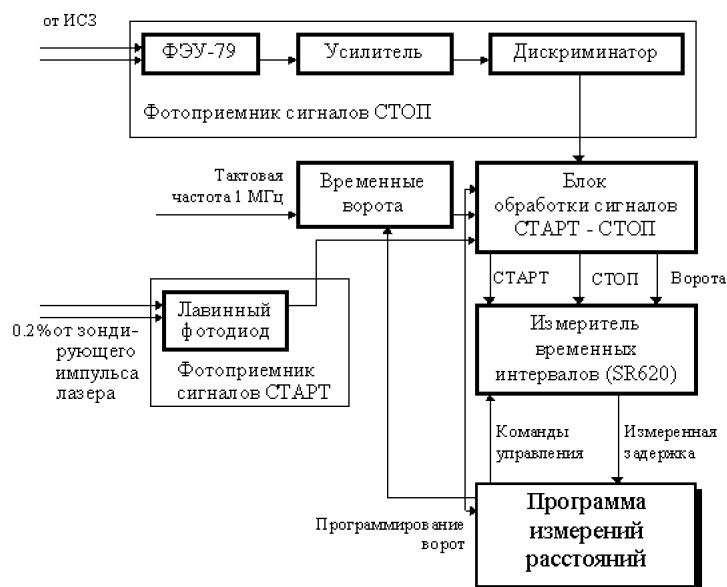 от ИСЗ
ФЭУ-79
Усилитель
Дискриминатор
Фотоприемник сигналов СТОП
Тактовая
частота 1 МГц
Временные
ворота
Блок
обработки сигналов
СТАРТ - СТОП
СТАРТ
СТОП
Ворота
Лавинный
фотодиод
0.2% от зонди-
рующего
импульса
лазера
Фотоприемник
сигналов СТАРТ
Измеритель
временных
интервалов (SR620)
Команды
управления
Измеренная
задержка
Программирование
ворот
Программа
измерений
расстояний